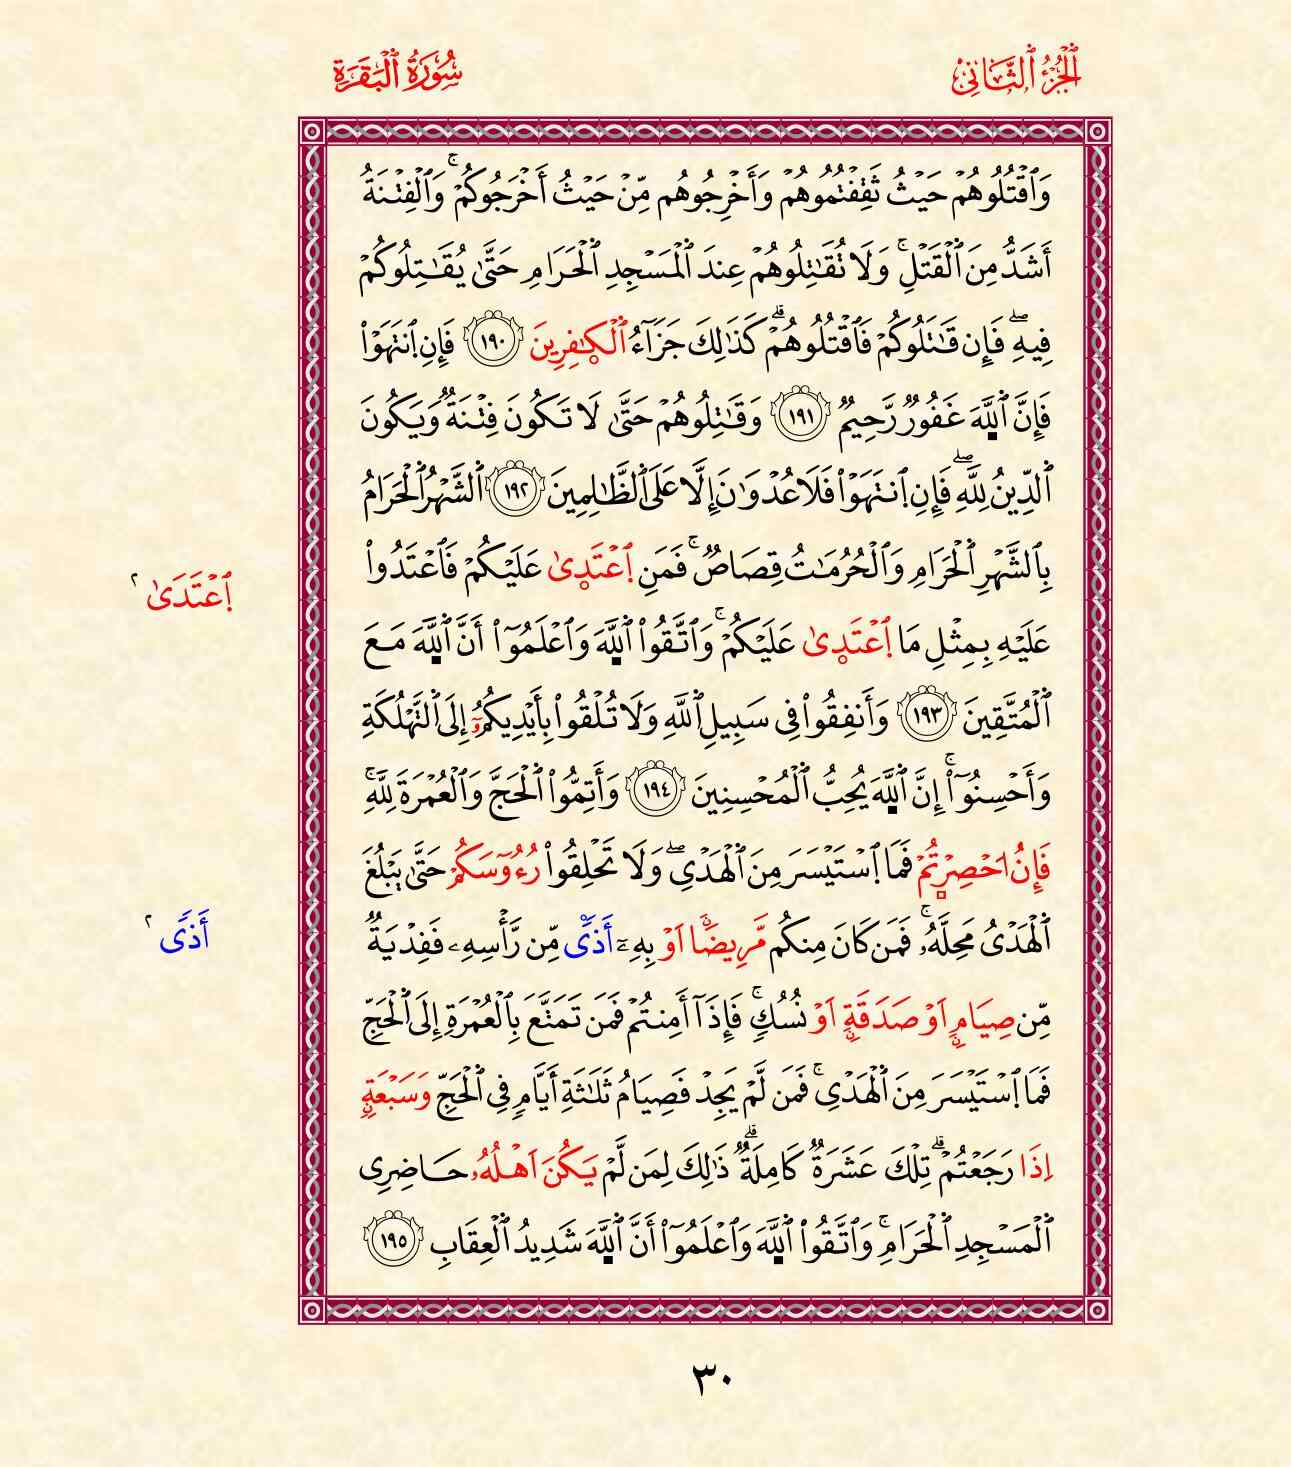 ٱلْجُزْءُ ٱلثَّانِي
سُورَةُ ٱلْبَقَرَةِ
وَٱقْتُلُوهُمْ حَيْثُ ثَقِفْتُمُوهُمْ وَأَخْرِجُوهُم مِّنْ حَيْثُ أَخْرَجُوكُمْ ۚ وَٱلْفِتْنَةُ
أَشَدُّ مِنَ ٱلْقَتْلِ ۚ وَلَا تُقَٰتِلُوهُمْ عِندَ ٱلْمَسْجِدِ ٱلْحَرَامِ حَتَّىٰ يُقَٰتِلُوكُمْ
فِيهِ ۖ فَإِن قَٰتَلُوكُمْ فَٱقْتُلُوهُمْ ۗ كَذَٰلِكَ جَزَآءُ ٱلْكَٰفِرِينَ ١٩٠ فَإِنِ ٱنتَهَوْا۟
فَإِنَّ ٱللَّهَ غَفُورٌ رَّحِيمٌ ١٩١ وَقَٰتِلُوهُمْ حَتَّىٰ لَا تَكُونَ فِتْنَةٌ وَيَكُونَ
ٱلدِّينُ لِلَّهِ ۖ فَإِنِ ٱنتَهَوْا۟ فَلَا عُدْوَٰنَ إِلَّا عَلَى ٱلظَّٰلِمِينَ ١٩٢ ٱلشَّهْرُ ٱلْحَرَامُ
بِٱلشَّهْرِ ٱلْحَرَامِ وَٱلْحُرُمَٰتُ قِصَاصٌ ۚ فَمَنِ ٱعْتَدَىٰ عَلَيْكُمْ فَٱعْتَدُوا۟
عَلَيْهِ بِمِثْلِ مَا ٱعْتَدَىٰ عَلَيْكُمْ ۚ وَٱتَّقُوا۟ ٱللَّهَ وَٱعْلَمُوٓا۟ أَنَّ ٱللَّهَ مَعَ
ٱلْمُتَّقِينَ ١٩٣ وَأَنفِقُوا۟ فِي سَبِيلِ ٱللَّهِ وَلَا تُلْقُوا۟ بِأَيْدِيكُمُۥٓ إِلَى ٱلتَّهْلُكَةِ
وَأَحْسِنُوٓا۟ ۚ إِنَّ ٱللَّهَ يُحِبُّ ٱلْمُحْسِنِينَ ١٩٤ وَأَتِمُّوا۟ ٱلْحَجَّ وَٱلْعُمْرَةَ لِلَّهِ ۚ
فَإِنُ ا۟حْصِرْتُمْ فَمَا ٱسْتَيْسَرَ مِنَ ٱلْهَدْيِ ۖ وَلَا تَحْلِقُوا۟ رُءُوسَكُمْ حَتَّىٰ يَبْلُغَ
ٱلْهَدْيُ مَحِلَّهُۥ ۚ فَمَن كَانَ مِنكُم مَّرِيضًا اَوْ بِهِۦٓ أَذًى مِّن رَّأْسِهِۦ فَفِدْيَةٌ
مِّن صِيَامٍ اَوْ صَدَقَةٍ اَوْ نُسُكٍ ۚ فَإِذَآ أَمِنتُمْ فَمَن تَمَتَّعَ بِٱلْعُمْرَةِ إِلَى ٱلْحَجِّ
فَمَا ٱسْتَيْسَرَ مِنَ ٱلْهَدْيِ ۚ فَمَن لَّمْ يَجِدْ فَصِيَامُ ثَلَٰثَةِ أَيَّامٍ فِي ٱلْحَجِّ وَسَبْعَةٍ
اِذَا رَجَعْتُمْ ۗ تِلْكَ عَشَرَةٌ كَامِلَةٌ ۗ ذَٰلِكَ لِمَن لَّمْ يَكُنَ اَهْلُهُۥ حَاضِرِي
ٱلْمَسْجِدِ ٱلْحَرَامِ ۚ وَٱتَّقُوا۟ ٱللَّهَ وَٱعْلَمُوٓا۟ أَنَّ ٱللَّهَ شَدِيدُ ٱلْعِقَابِ ١٩٥
ٱعْتَدَىٰ ٢
أَذًى ٢
٣٠